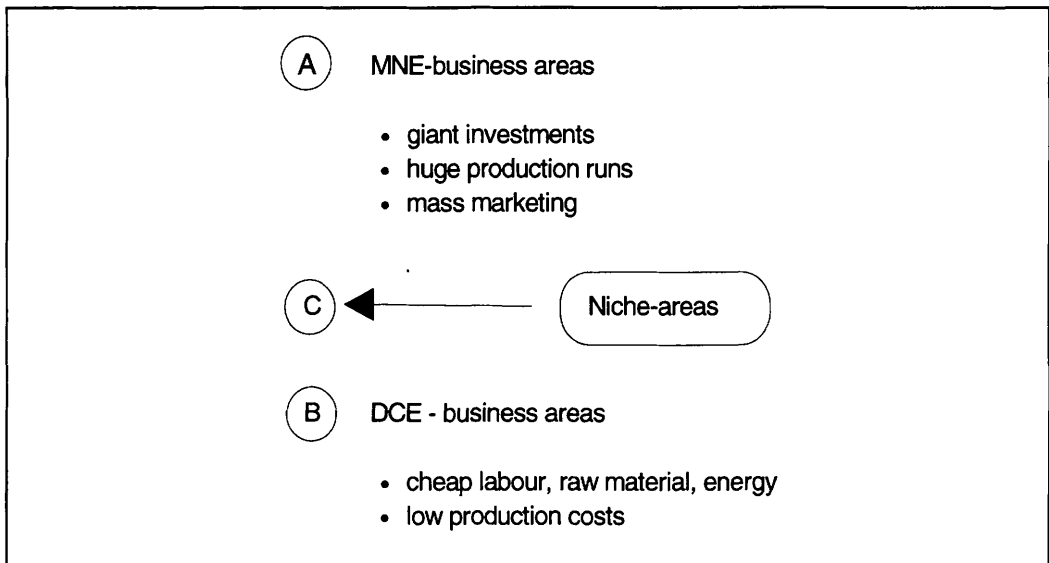 A MNE-business areas
• giant investments
• huge production runs
• mass marketing
C Niche-areas
B DCE - business areas
• cheap labour, raw material, energy
• low production costs